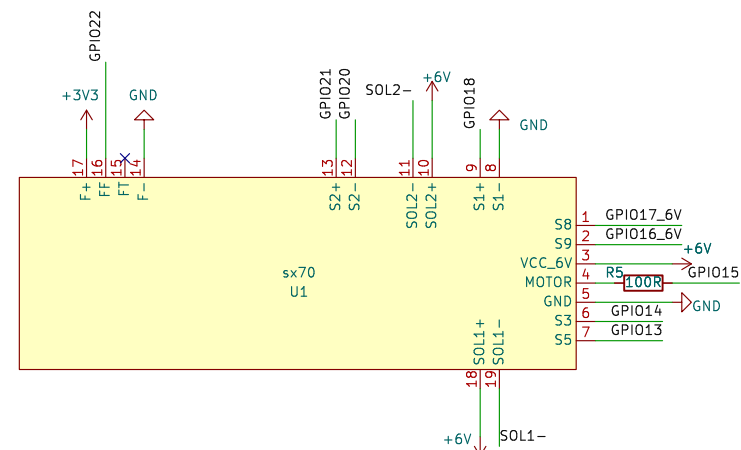 GPIO22
+3V3
GND
GPIO21
GPIO20
SOL2-
+6V
GPIO18
GND
17
16
15
14
13
12
11
10
9
8
F+
FF
FT
F-
S2+
S2-
SOL2-
SOL2+
S1+
S1-
S8 1 GPIO17_6V
S9 2 GPIO16_6V
VCC_6V 3 +6V
MOTOR 4 R5 100R GPIO15
GND 5 GND
S3 6 GPIO14
S5 7 GPIO13
sx70
U1
SOL1+
SOL1-
18
19
+6V
SOL1-